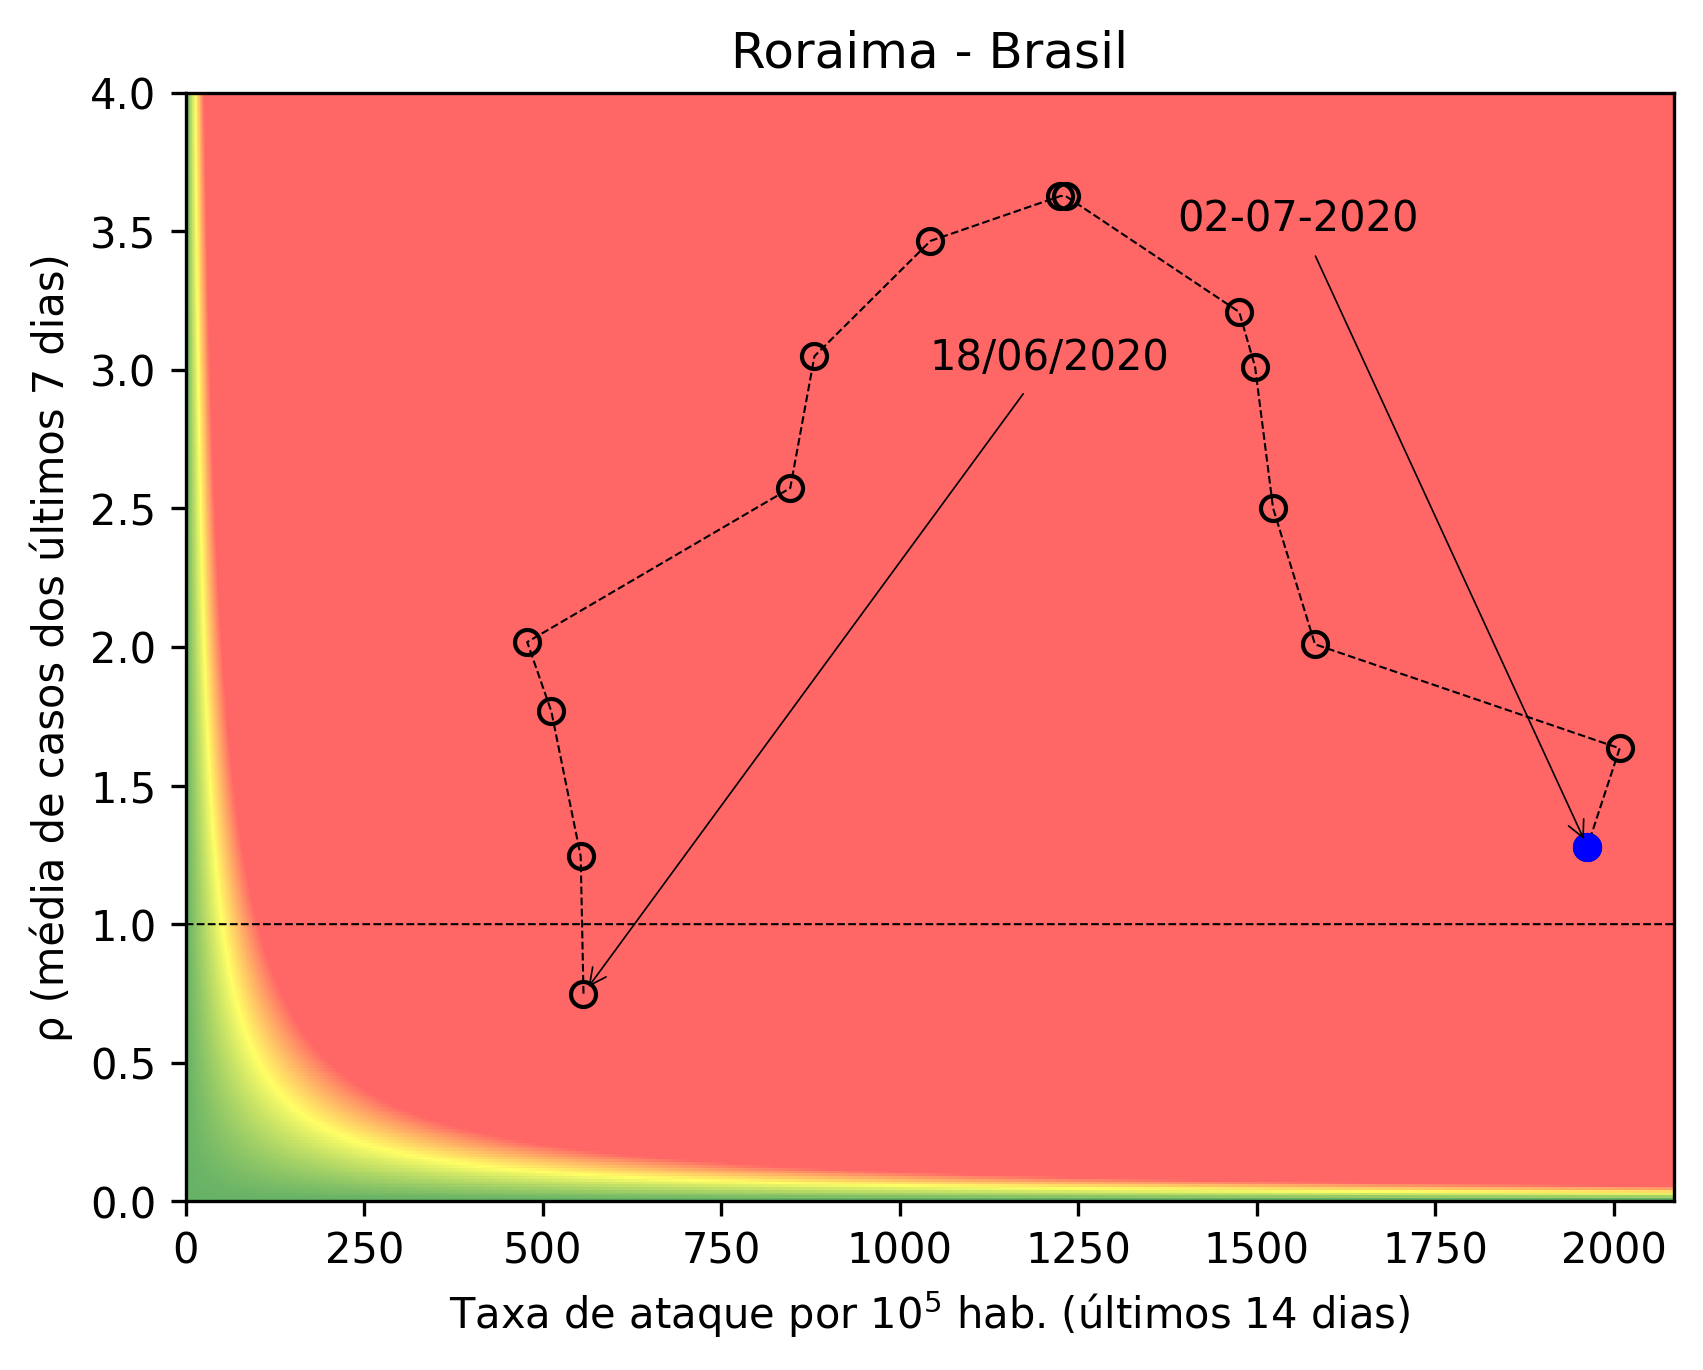 Roraima - Brasil
4.0
3.5
3.0
2.5
2.0
1.5
1.0
0.5
0.0
ρ (média de casos dos últimos 7 dias)
02-07-2020
18/06/2020
0 250 500 750 1000 1250 1500 1750 2000
Taxa de ataque por 10⁵ hab. (últimos 14 dias)